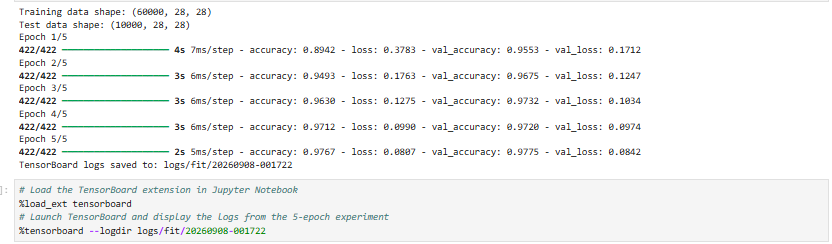 Training data shape: (60000, 28, 28)
Test data shape: (10000, 28, 28)
Epoch 1/5
422/422 ━━━━━━━━━━━━━━━━━━━━ 4s 7ms/step - accuracy: 0.8942 - loss: 0.3783 - val_accuracy: 0.9553 - val_loss: 0.1712
Epoch 2/5
422/422 ━━━━━━━━━━━━━━━━━━━━ 3s 6ms/step - accuracy: 0.9493 - loss: 0.1763 - val_accuracy: 0.9675 - val_loss: 0.1247
Epoch 3/5
422/422 ━━━━━━━━━━━━━━━━━━━━ 3s 6ms/step - accuracy: 0.9630 - loss: 0.1275 - val_accuracy: 0.9732 - val_loss: 0.1034
Epoch 4/5
422/422 ━━━━━━━━━━━━━━━━━━━━ 3s 6ms/step - accuracy: 0.9712 - loss: 0.0990 - val_accuracy: 0.9720 - val_loss: 0.0974
Epoch 5/5
422/422 ━━━━━━━━━━━━━━━━━━━━ 2s 5ms/step - accuracy: 0.9767 - loss: 0.0807 - val_accuracy: 0.9775 - val_loss: 0.0842
TensorBoard logs saved to: logs/fit/20260908-001722
]: # Load the TensorBoard extension in Jupyter Notebook
%load_ext tensorboard
# Launch TensorBoard and display the logs from the 5-epoch experiment
%tensorboard --logdir logs/fit/20260908-001722